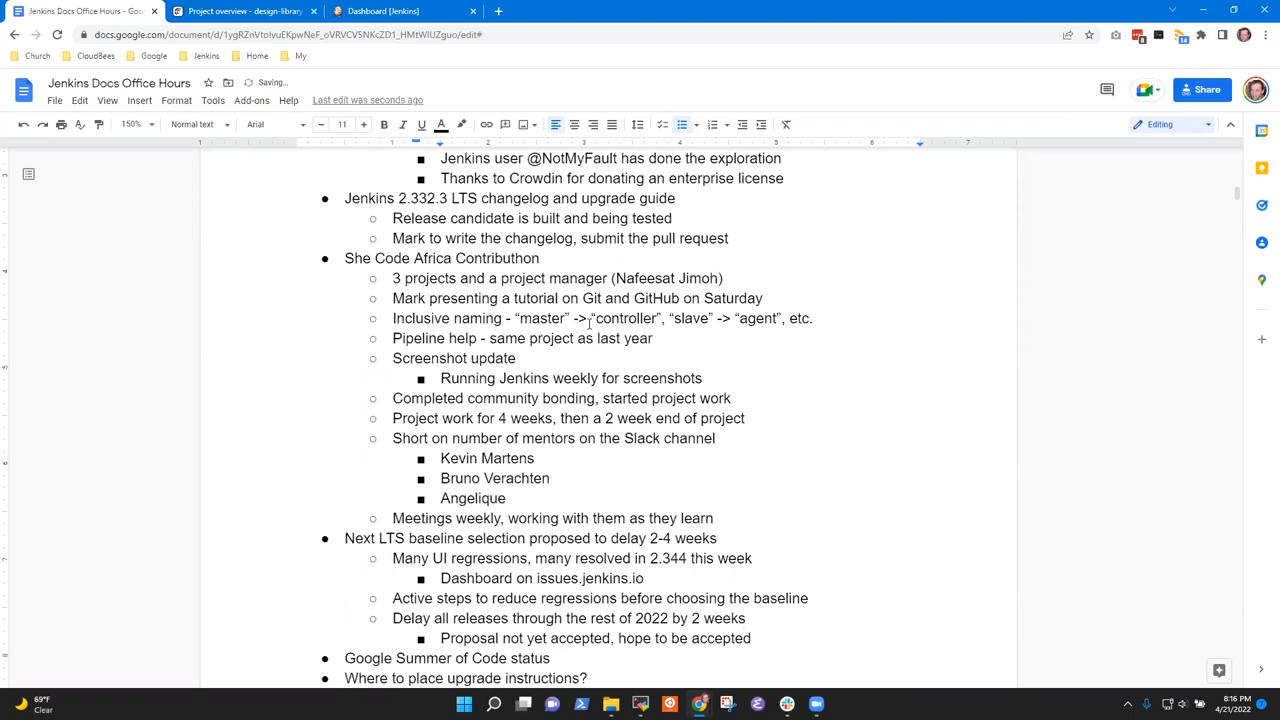 Jenkins Docs Office Hours - Goo
Project overview - design-library
Dashboard [Jenkins]
docs.google.com/document/d/1ygRZnVtoIvuEKpwNeF_oVRVCV5NKcZD1_HMtWIUZguo/edit#
Church
CloudBees
Google
Jenkins
Home
My
Jenkins Docs Office Hours
Saving...
File Edit View Insert Format Tools Add-ons Help Last edit was seconds ago
Share
150% Normal text Arial 11 Editing
Jenkins user @NotMyFault has done the exploration
Thanks to Crowdin for donating an enterprise license
Jenkins 2.332.3 LTS changelog and upgrade guide
Release candidate is built and being tested
Mark to write the changelog, submit the pull request
She Code Africa Contributhon
3 projects and a project manager (Nafeesat Jimoh)
Mark presenting a tutorial on Git and GitHub on Saturday
Inclusive naming - “master” -> “controller”, “slave” -> “agent”, etc.
Pipeline help - same project as last year
Screenshot update
Running Jenkins weekly for screenshots
Completed community bonding, started project work
Project work for 4 weeks, then a 2 week end of project
Short on number of mentors on the Slack channel
Kevin Martens
Bruno Verachten
Angelique
Meetings weekly, working with them as they learn
Next LTS baseline selection proposed to delay 2-4 weeks
Many UI regressions, many resolved in 2.344 this week
Dashboard on issues.jenkins.io
Active steps to reduce regressions before choosing the baseline
Delay all releases through the rest of 2022 by 2 weeks
Proposal not yet accepted, hope to be accepted
Google Summer of Code status
Where to place upgrade instructions?
69°F
Clear
8:16 PM
4/21/2022